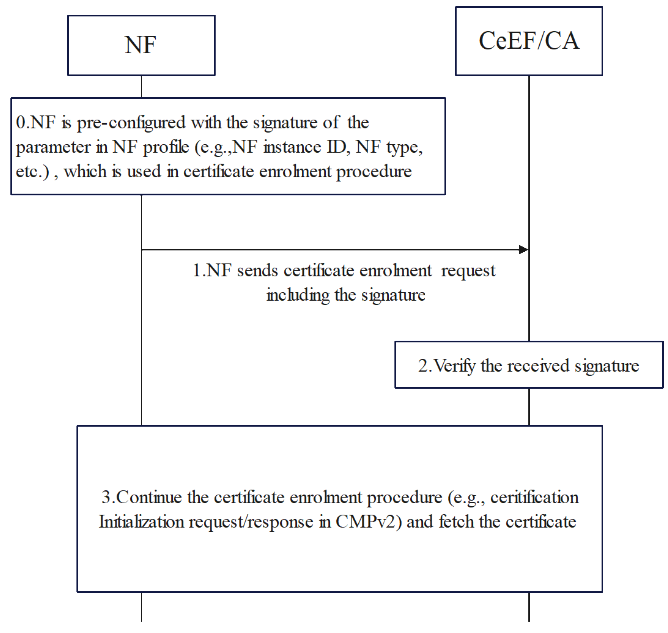 NF
CeEF/CA
0.NF is pre-configured with the signature of the
parameter in NF profile (e.g.,NF instance ID, NF type,
etc.) , which is used in certificate enrolment procedure
1.NF sends certificate enrolment request
including the signature
2.Verify the received signature
3.Continue the certificate enrolment procedure (e.g., ceritification
Initialization request/response in CMPv2) and fetch the certificate